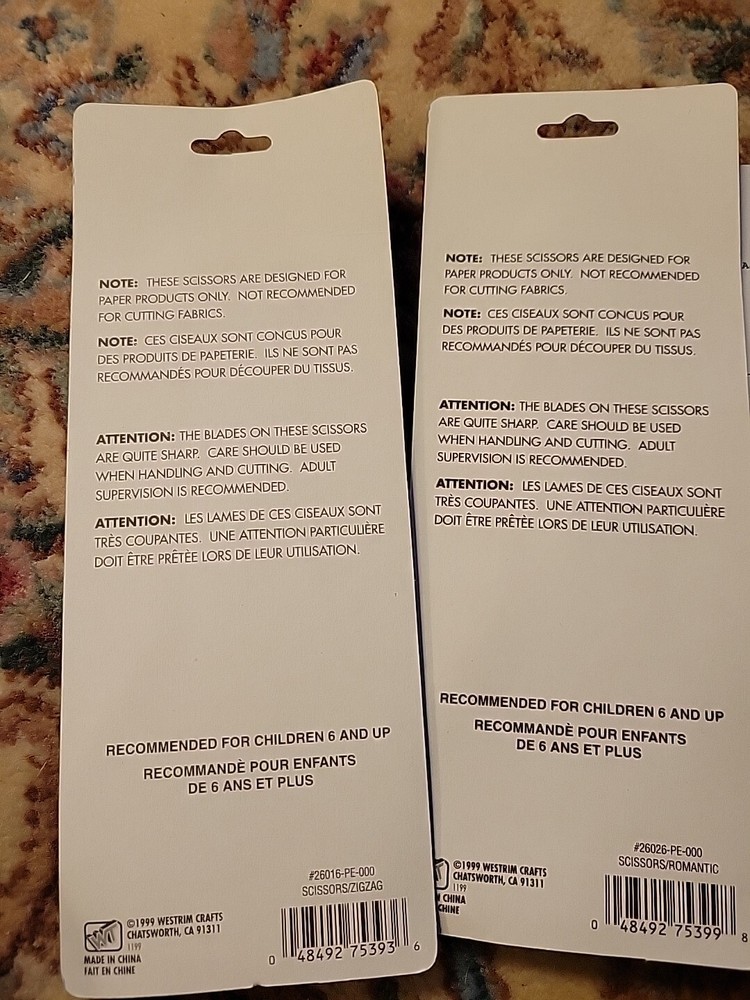 NOTE: THESE SCISSORS ARE DESIGNED FOR
PAPER PRODUCTS ONLY. NOT RECOMMENDED
FOR CUTTING FABRICS.
NOTE: CES CISEAUX SONT CONCUS POUR
DES PRODUITS DE PAPETERIE. ILS NE SONT PAS
RECOMMANDÉS POUR DÉCOUPER DU TISSUS.
ATTENTION: THE BLADES ON THESE SCISSORS
ARE QUITE SHARP. CARE SHOULD BE USED
WHEN HANDLING AND CUTTING. ADULT
SUPERVISION IS RECOMMENDED.
ATTENTION: LES LAMES DE CES CISEAUX SONT
TRÈS COUPANTES. UNE ATTENTION PARTICULIÈRE
DOIT ÊTRE PRÊTÈE LORS DE LEUR UTILISATION.
RECOMMENDED FOR CHILDREN 6 AND UP
RECOMMANDÈ POUR ENFANTS
DE 6 ANS ET PLUS
#26016-PE-000
SCISSORS/ZIGZAG
©1999 WESTRIM CRAFTS
CHATSWORTH, CA 91311
1199
MADE IN CHINA
FAIT EN CHINE
0 48492 75393 6
NOTE: THESE SCISSORS ARE DESIGNED FOR
PAPER PRODUCTS ONLY. NOT RECOMMENDED
FOR CUTTING FABRICS.
NOTE: CES CISEAUX SONT CONCUS POUR
DES PRODUITS DE PAPETERIE. ILS NE SONT PAS
RECOMMANDÉS POUR DÉCOUPER DU TISSUS.
ATTENTION: THE BLADES ON THESE SCISSORS
ARE QUITE SHARP. CARE SHOULD BE USED
WHEN HANDLING AND CUTTING. ADULT
SUPERVISION IS RECOMMENDED.
ATTENTION: LES LAMES DE CES CISEAUX SONT
TRÈS COUPANTES. UNE ATTENTION PARTICULIÈRE
DOIT ÊTRE PRÊTÈE LORS DE LEUR UTILISATION.
RECOMMENDED FOR CHILDREN 6 AND UP
RECOMMANDÈ POUR ENFANTS
DE 6 ANS ET PLUS
#26026-PE-000
SCISSORS/ROMANTIC
©1999 WESTRIM CRAFTS
CHATSWORTH, CA 91311
1199
CHINA
CHINE
0 48492 75399 8